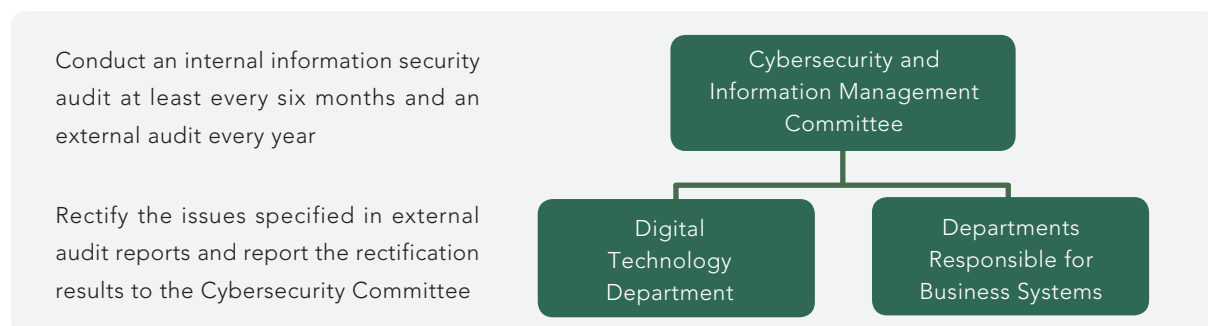 Conduct an internal information security
audit at least every six months and an
external audit every year
Rectify the issues specified in external
audit reports and report the rectification
results to the Cybersecurity Committee
Cybersecurity and
Information Management
Committee
Digital
Technology
Department
Departments
Responsible for
Business Systems